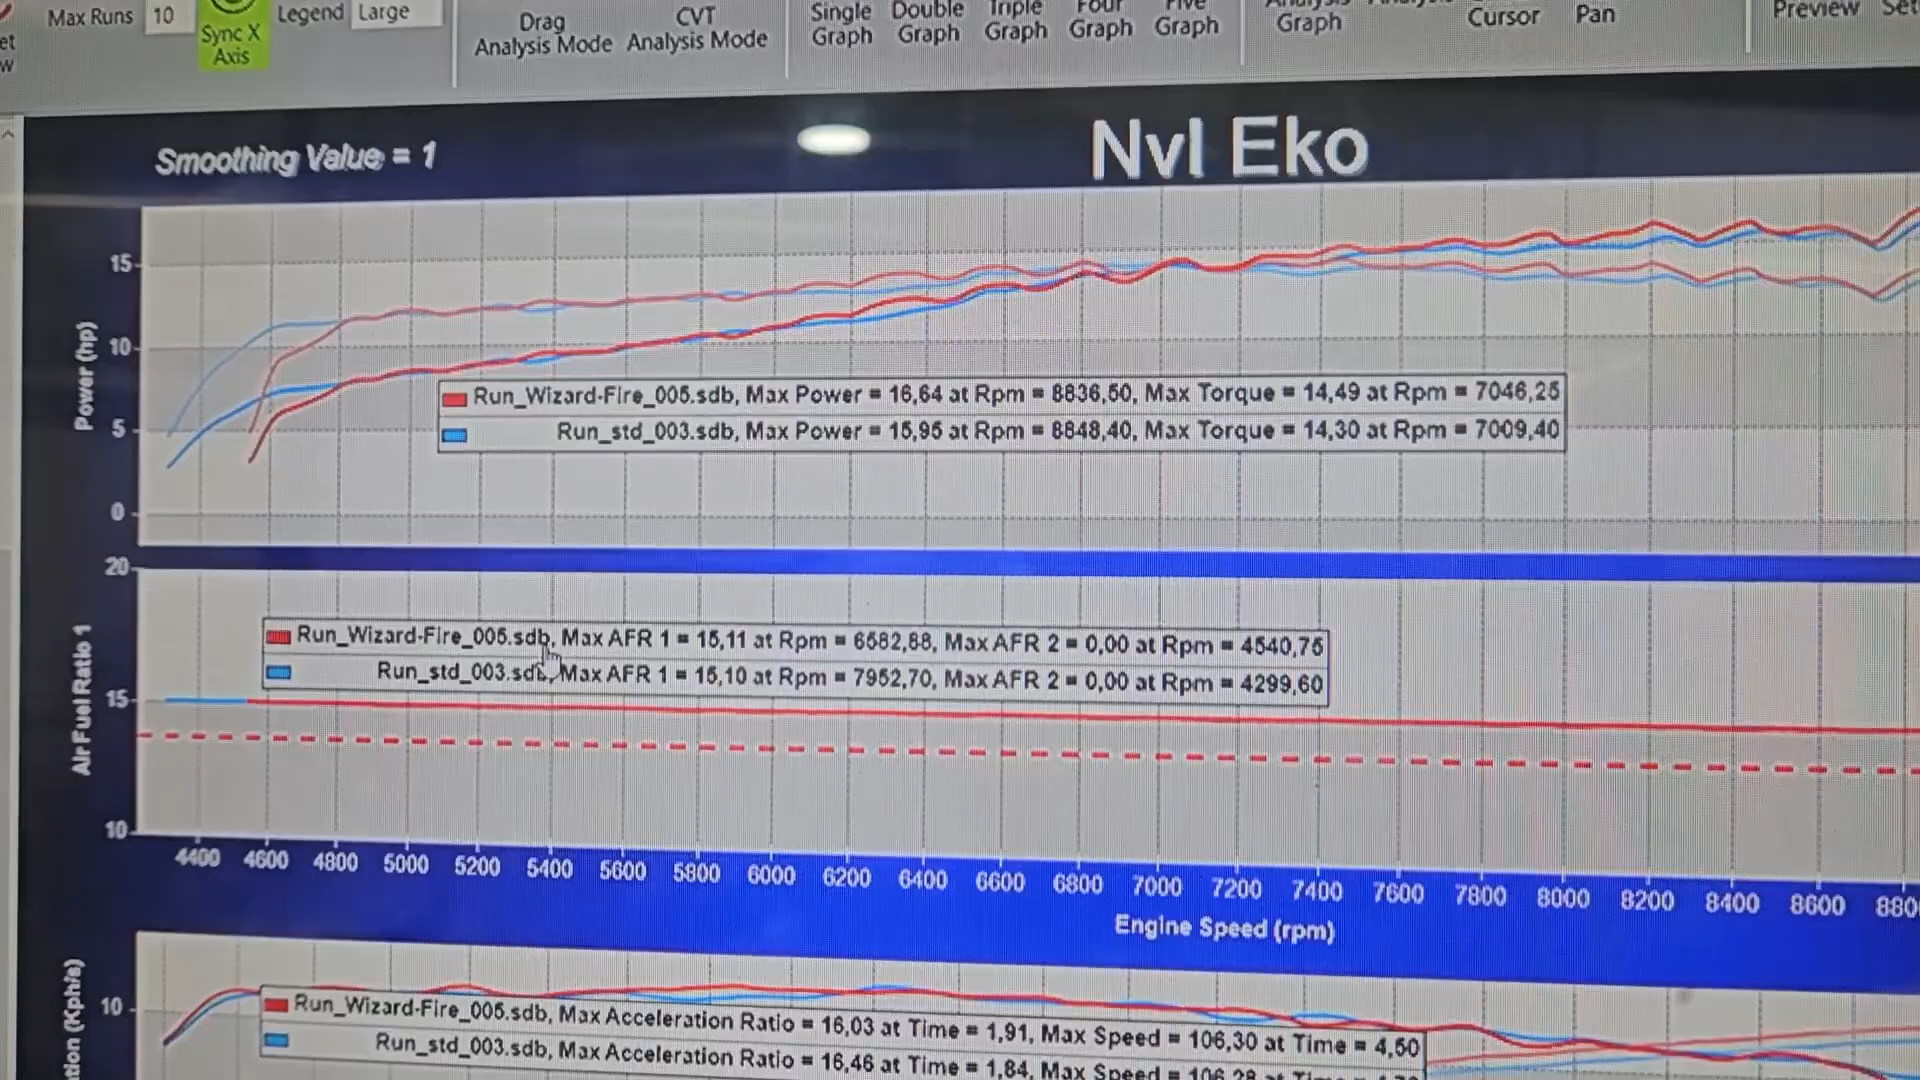 Max Runs 10
Sync X Axis
Legend Large
Drag Analysis Mode
CVT Analysis Mode
Single Graph
Double Graph
Triple Graph
Four Graph
Five Graph
Graph
Cursor
Pan
Preview
Smoothing Value = 1
Nvl Eko
Power (hp)
15
10
5
0
Run_Wizard-Fire_005.sdb, Max Power = 16,64 at Rpm = 8836,50, Max Torque = 14,49 at Rpm = 7046,25
Run_std_003.sdb, Max Power = 15,95 at Rpm = 8848,40, Max Torque = 14,30 at Rpm = 7009,40
Air Fuel Ratio 1
20
15
10
Run_Wizard-Fire_005.sdb, Max AFR 1 = 15,11 at Rpm = 6582,88, Max AFR 2 = 0,00 at Rpm = 4540,75
Run_std_003.sdb, Max AFR 1 = 15,10 at Rpm = 7952,70, Max AFR 2 = 0,00 at Rpm = 4299,60
4400 4600 4800 5000 5200 5400 5600 5800 6000 6200 6400 6600 6800 7000 7200 7400 7600 7800 8000 8200 8400 8600 880
Engine Speed (rpm)
(Kph/s)
10
Run_Wizard-Fire_005.sdb, Max Acceleration Ratio = 16,03 at Time = 1,91, Max Speed = 106,30 at Time = 4,50
Run_std_003.sdb, Max Acceleration Ratio = 16,46 at Time = 1,84, Max Speed = 106,28 at Time